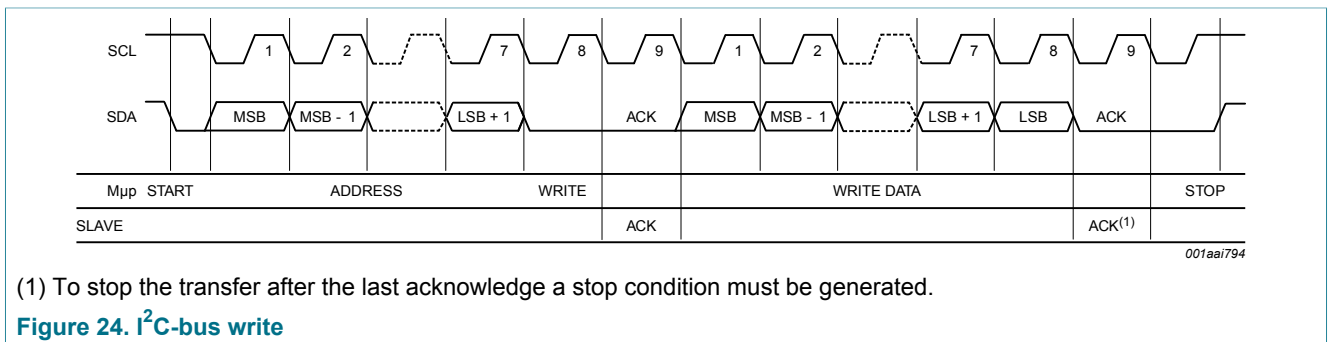 SCL 1 2 7 8 9 1 2 7 8 9
SDA MSB MSB - 1 LSB + 1 ACK MSB MSB - 1 LSB + 1 LSB ACK
Mμp START ADDRESS WRITE WRITE DATA STOP
SLAVE ACK ACK(1)
001aai794
(1) To stop the transfer after the last acknowledge a stop condition must be generated.
Figure 24. I2C-bus write